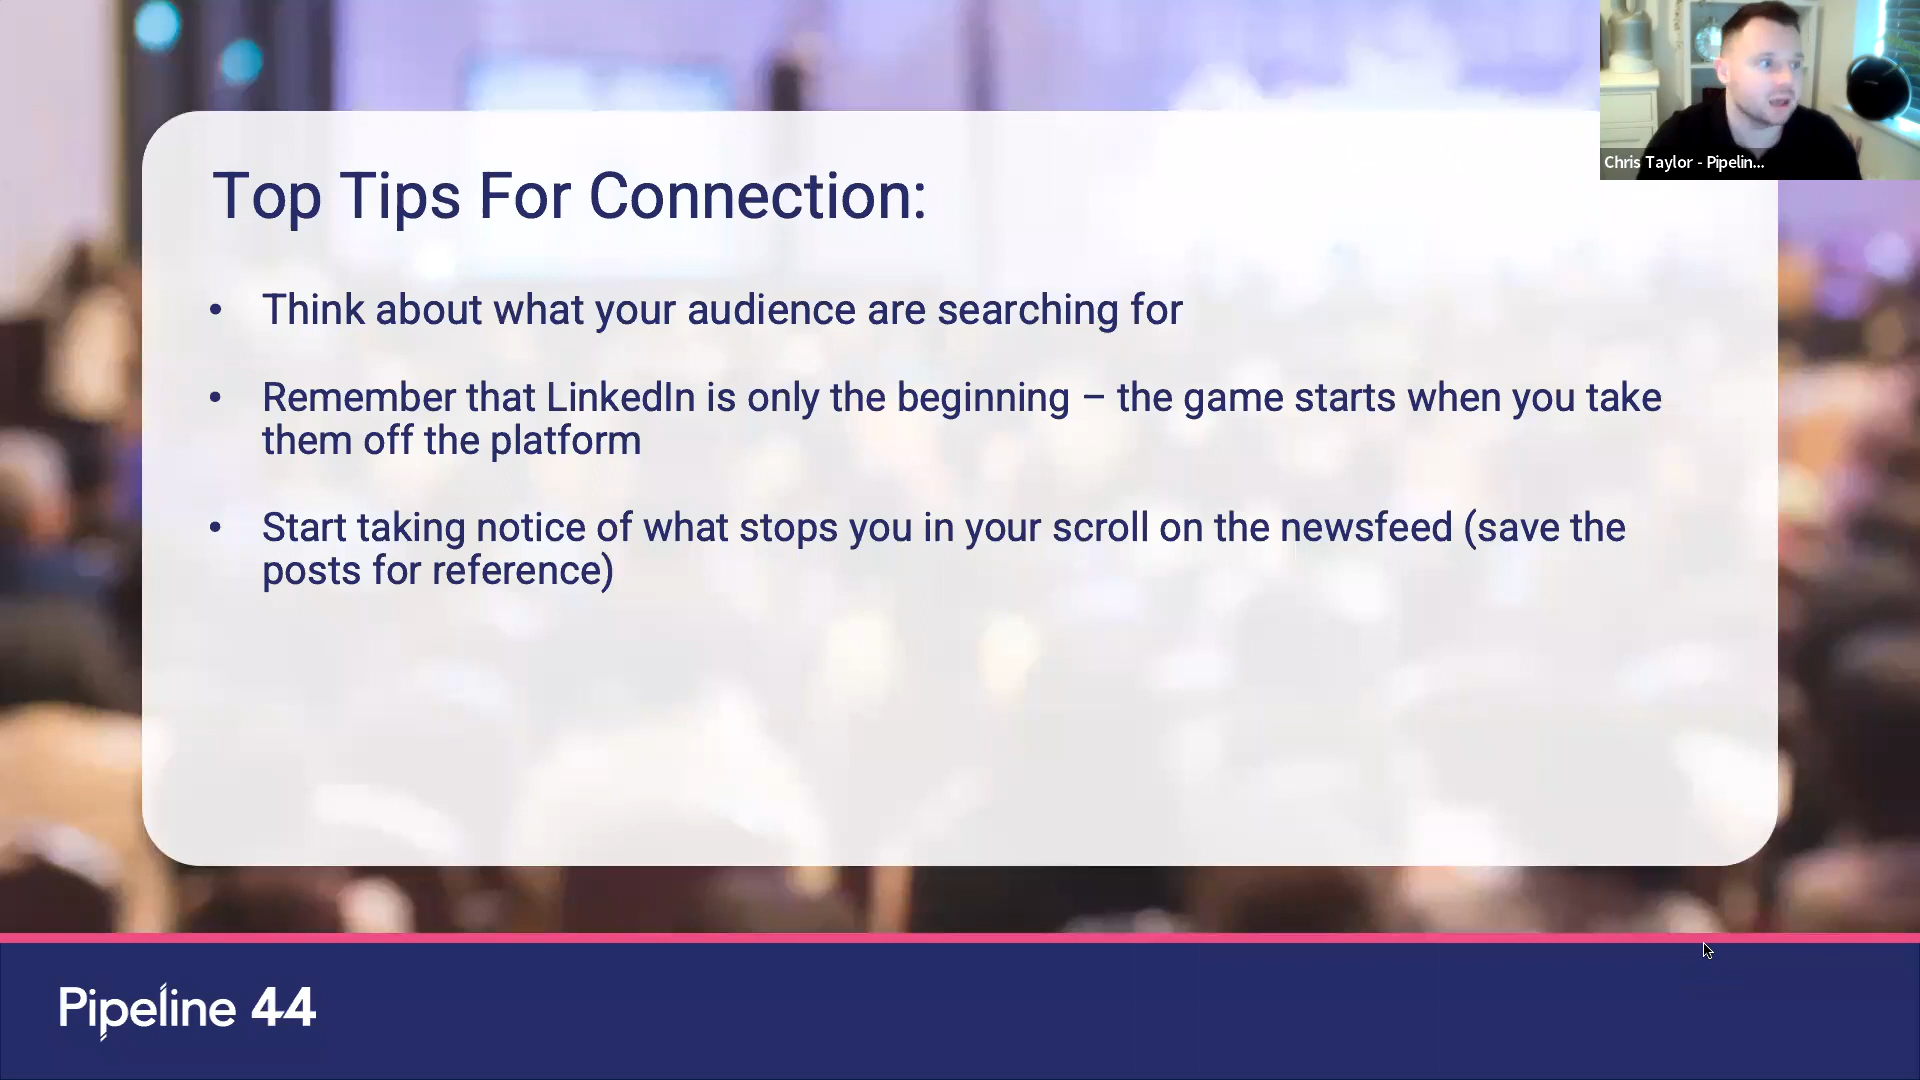 Chris Taylor - Pipelin...
Top Tips For Connection:
• Think about what your audience are searching for
• Remember that LinkedIn is only the beginning – the game starts when you take
them off the platform
• Start taking notice of what stops you in your scroll on the newsfeed (save the
posts for reference)
Pipeline 44